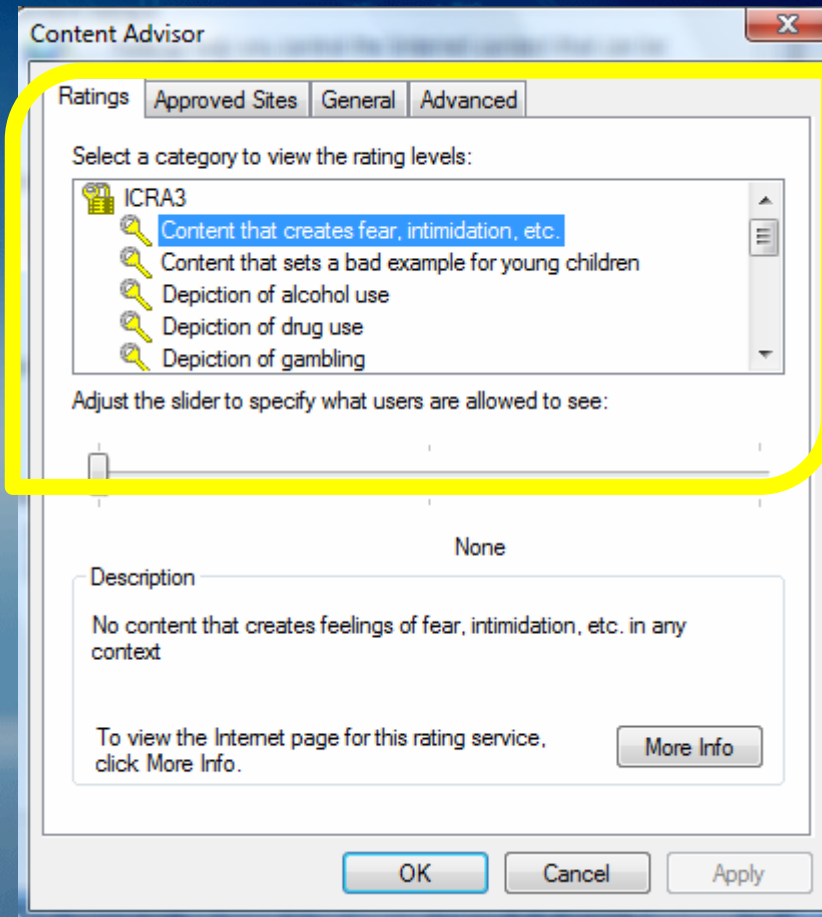 Content Advisor
Ratings Approved Sites General Advanced
Select a category to view the rating levels:
ICRA3
Content that creates fear, intimidation, etc.
Content that sets a bad example for young children
Depiction of alcohol use
Depiction of drug use
Depiction of gambling
Adjust the slider to specify what users are allowed to see:
None
Description
No content that creates feelings of fear, intimidation, etc. in any
context
To view the Internet page for this rating service,
click More Info.
More Info
OK Cancel Apply